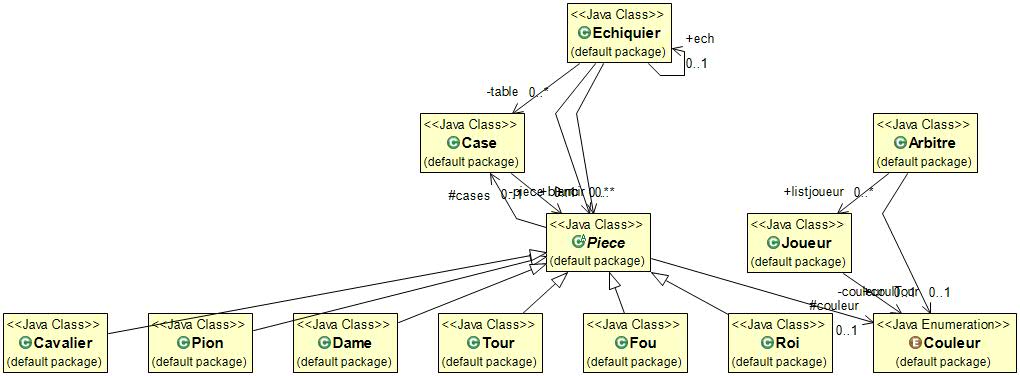 <<Java Class>>
Echiquier
(default package)
+ech
0..1
-table 0..*
<<Java Class>>
Case
(default package)
<<Java Class>>
Arbitre
(default package)
#cases 0..1
-piece
0..1
0..*
+listjoueur 0..*
<<Java Class>>
Piece
(default package)
<<Java Class>>
Joueur
(default package)
-couleur
0..1
0..1
#couleur
0..1
<<Java Class>>
Cavalier
(default package)
<<Java Class>>
Pion
(default package)
<<Java Class>>
Dame
(default package)
<<Java Class>>
Tour
(default package)
<<Java Class>>
Fou
(default package)
<<Java Class>>
Roi
(default package)
<<Java Enumeration>>
Couleur
(default package)